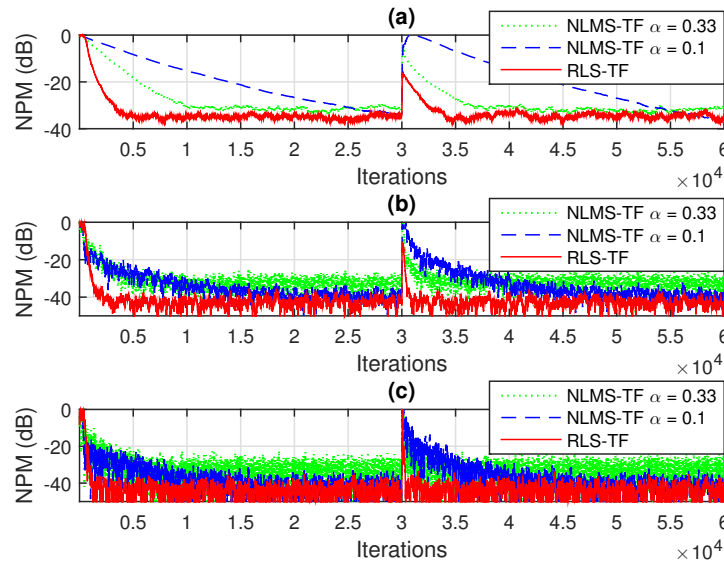 (a)
NPM (dB)
0
-20
-40
NLMS-TF α = 0.33
NLMS-TF α = 0.1
RLS-TF
0.5 1 1.5 2 2.5 3 3.5 4 4.5 5 5.5 6
Iterations
×10⁴
(b)
NPM (dB)
0
-20
-40
NLMS-TF α = 0.33
NLMS-TF α = 0.1
RLS-TF
0.5 1 1.5 2 2.5 3 3.5 4 4.5 5 5.5 6
Iterations
×10⁴
(c)
NPM (dB)
0
-20
-40
NLMS-TF α = 0.33
NLMS-TF α = 0.1
RLS-TF
0.5 1 1.5 2 2.5 3 3.5 4 4.5 5 5.5 6
Iterations
×10⁴